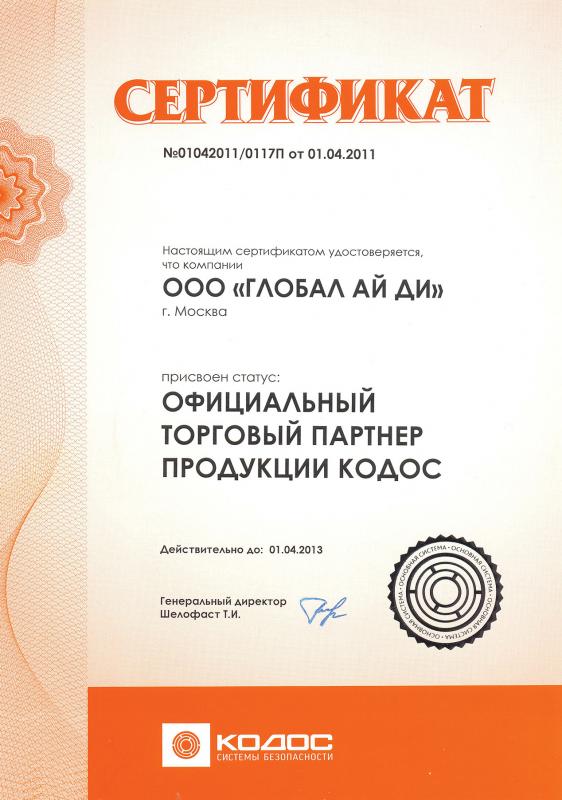 СЕРТИФИКАТ
№01042011/0117П от 01.04.2011
Настоящим сертификатом удостоверяется,
что компании
ООО «ГЛОБАЛ АЙ ДИ»
г. Москва
присвоен статус:
ОФИЦИАЛЬНЫЙ
ТОРГОВЫЙ ПАРТНЕР
ПРОДУКЦИИ КОДОС
Действительно до: 01.04.2013
ОСНОВНАЯ СИСТЕМА • ОСНОВНАЯ СИСТЕМА • ОСНОВНАЯ СИСТЕМА • ОСНОВНАЯ СИСТЕМА •
Генеральный директор
Шелофаст Т.И.
КОДОС
СИСТЕМЫ БЕЗОПАСНОСТИ